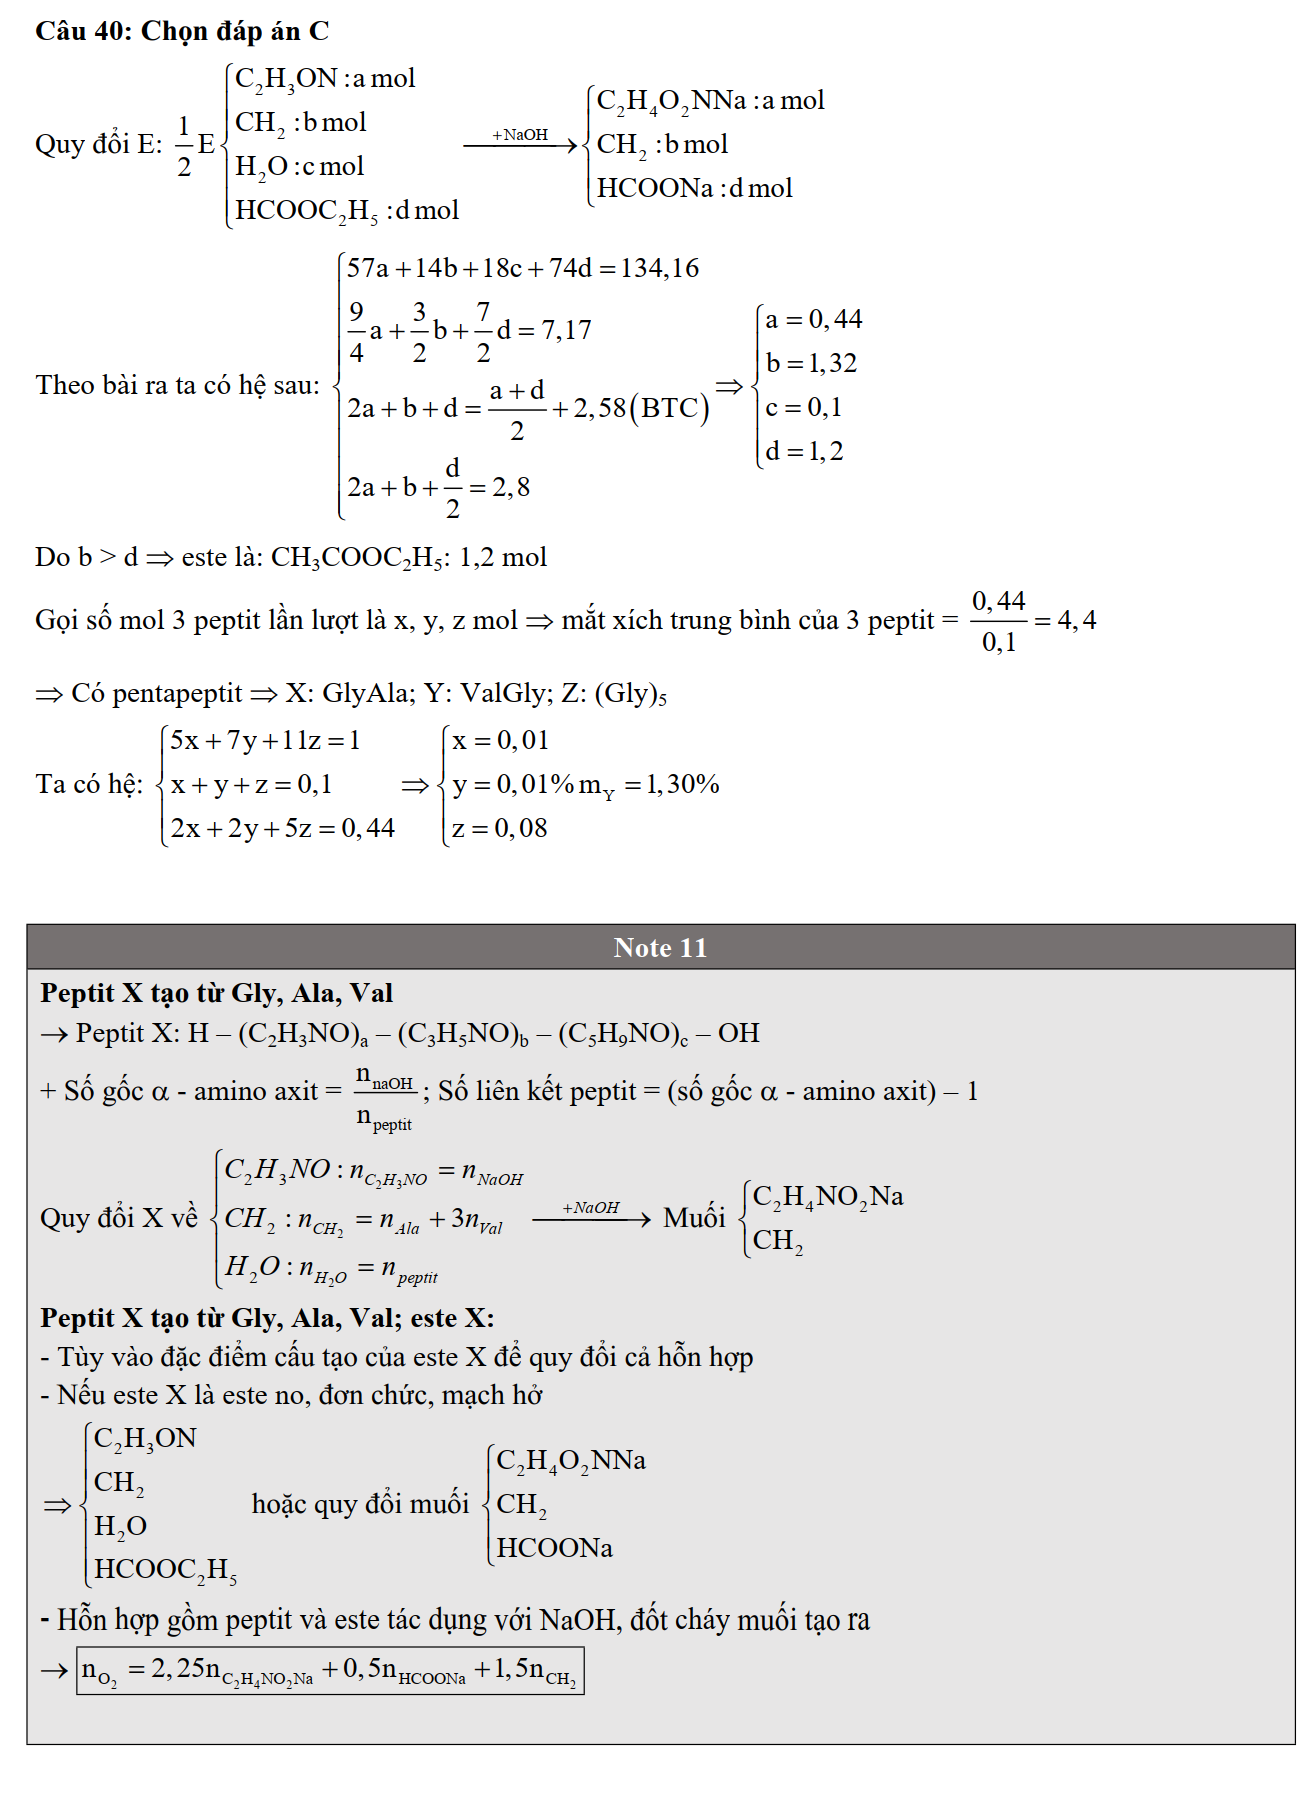 Câu 40: Chọn đáp án C
Quy đổi E: $\frac{1}{2}E\begin{cases}C_2H_3ON: a\,mol\\CH_2: b\,mol\\H_2O: c\,mol\\HCOOC_2H_5: d\,mol\end{cases} \xrightarrow{+NaOH} \begin{cases}C_2H_4O_2NNa: a\,mol\\CH_2: b\,mol\\HCOONa: d\,mol\end{cases}$
Theo bài ra ta có hệ sau: $\begin{cases}57a+14b+18c+74d=134,16\\\frac{9}{4}a+\frac{3}{2}b+\frac{7}{2}d=7,17\\2a+b+d=\frac{a+d}{2}+2,58(BTC)\\2a+b+\frac{d}{2}=2,8\end{cases} \Rightarrow \begin{cases}a=0,44\\b=1,32\\c=0,1\\d=1,2\end{cases}$
Do b > d ⇒ este là: CH₃COOC₂H₅: 1,2 mol
Gọi số mol 3 peptit lần lượt là x, y, z mol ⇒ mắt xích trung bình của 3 peptit = $\frac{0,44}{0,1}=4,4$
⇒ Có pentapeptit ⇒ X: GlyAla; Y: ValGly; Z: (Gly)₅
Ta có hệ: $\begin{cases}5x+7y+11z=1\\x+y+z=0,1\\2x+2y+5z=0,44\end{cases} \Rightarrow \begin{cases}x=0,01\\y=0,01\%m_Y=1,30\%\\z=0,08\end{cases}$
Note 11
Peptit X tạo từ Gly, Ala, Val
→ Peptit X: H – (C₂H₃NO)ₐ – (C₃H₅NO)_b – (C₅H₉NO)_c – OH
+ Số gốc α - amino axit = $\frac{n_{naOH}}{n_{peptit}}$; Số liên kết peptit = (số gốc α - amino axit) – 1
Quy đổi X về $\begin{cases}C_2H_3NO: n_{C_2H_3NO}=n_{NaOH}\\CH_2: n_{CH_2}=n_{Ala}+3n_{Val}\\H_2O: n_{H_2O}=n_{peptit}\end{cases} \xrightarrow{+NaOH}$ Muối $\begin{cases}C_2H_4NO_2Na\\CH_2\end{cases}$
Peptit X tạo từ Gly, Ala, Val; este X:
- Tùy vào đặc điểm cấu tạo của este X để quy đổi cả hỗn hợp
- Nếu este X là este no, đơn chức, mạch hở
⇒ $\begin{cases}C_2H_3ON\\CH_2\\H_2O\\HCOOC_2H_5\end{cases}$ hoặc quy đổi muối $\begin{cases}C_2H_4O_2NNa\\CH_2\\HCOONa\end{cases}$
- Hỗn hợp gồm peptit và este tác dụng với NaOH, đốt cháy muối tạo ra
→ $\boxed{n_{O_2}=2,25n_{C_2H_4NO_2Na}+0,5n_{HCOONa}+1,5n_{CH_2}}$